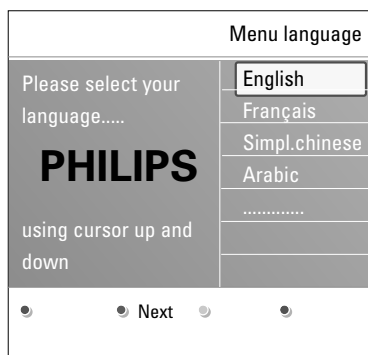 Menu language
Please select your
language.....
PHILIPS
using cursor up and
down
English
Français
Simpl.chinese
Arabic
.............
Next